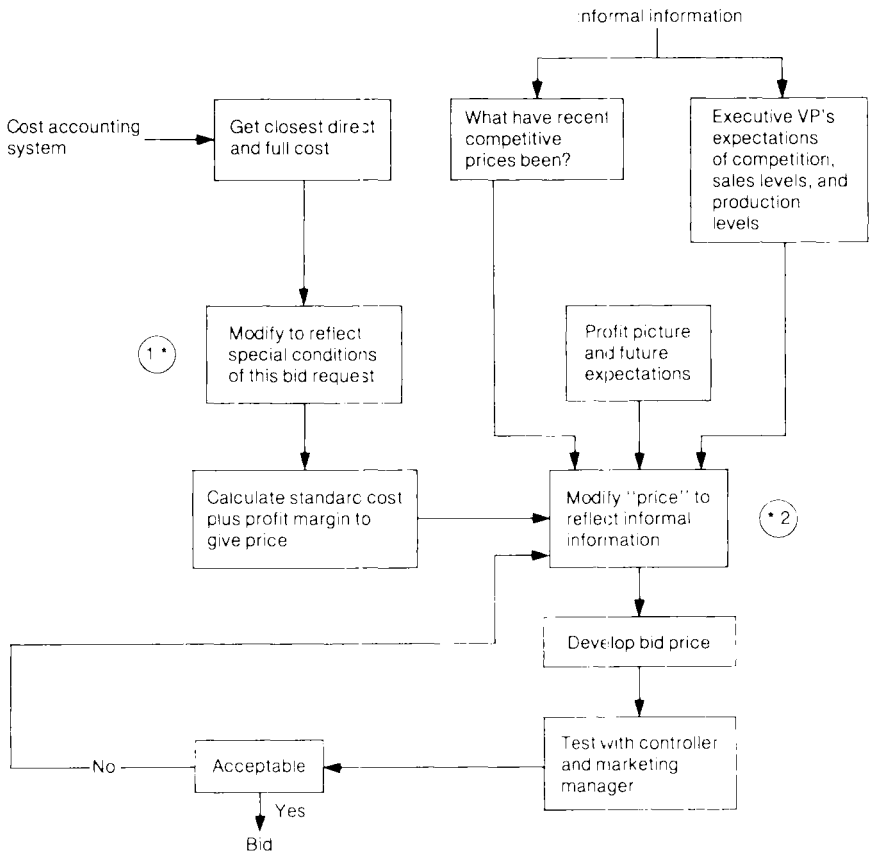 Informal information
Cost accounting
system
Get closest direct
and full cost
What have recent
competitive
prices been?
Executive VP's
expectations
of competition,
sales levels, and
production
levels
1 *
Modify to reflect
special conditions
of this bid request
Profit picture
and future
expectations
Calculate standard cost
plus profit margin to
give price
Modify "price" to
reflect informal
information
* 2
Develop bid price
Test with controller
and marketing
manager
No
Acceptable
Yes
Bid